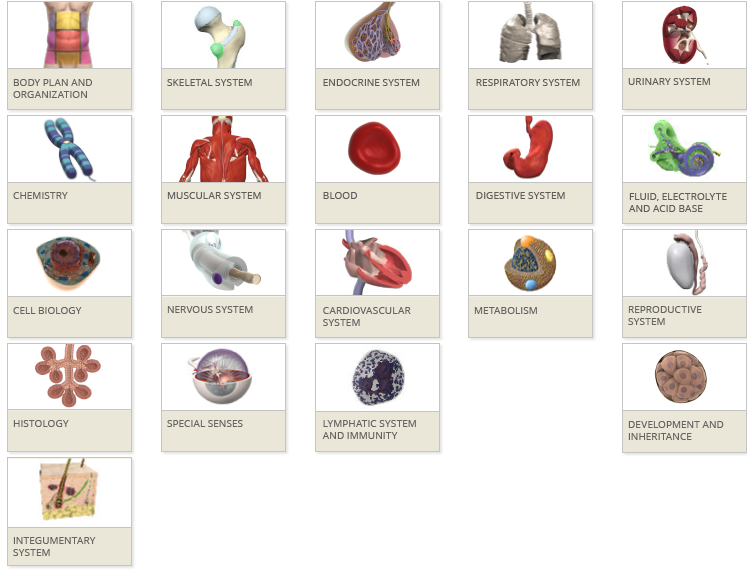 BODY PLAN AND
ORGANIZATION
SKELETAL SYSTEM
ENDOCRINE SYSTEM
RESPIRATORY SYSTEM
URINARY SYSTEM
CHEMISTRY
MUSCULAR SYSTEM
BLOOD
DIGESTIVE SYSTEM
FLUID, ELECTROLYTE
AND ACID BASE
CELL BIOLOGY
NERVOUS SYSTEM
CARDIOVASCULAR
SYSTEM
METABOLISM
REPRODUCTIVE
SYSTEM
HISTOLOGY
SPECIAL SENSES
LYMPHATIC SYSTEM
AND IMMUNITY
DEVELOPMENT AND
INHERITANCE
INTEGUMENTARY
SYSTEM